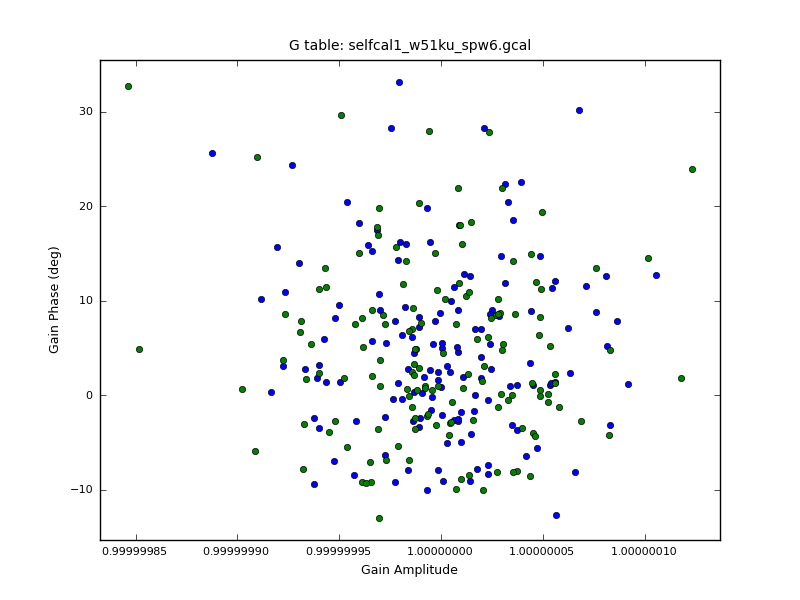 G table: selfcal1_w51ku_spw6.gcal
30
20
10
0
−10
Gain Phase (deg)
0.99999985 0.99999990 0.99999995 1.00000000 1.00000005 1.00000010
Gain Amplitude